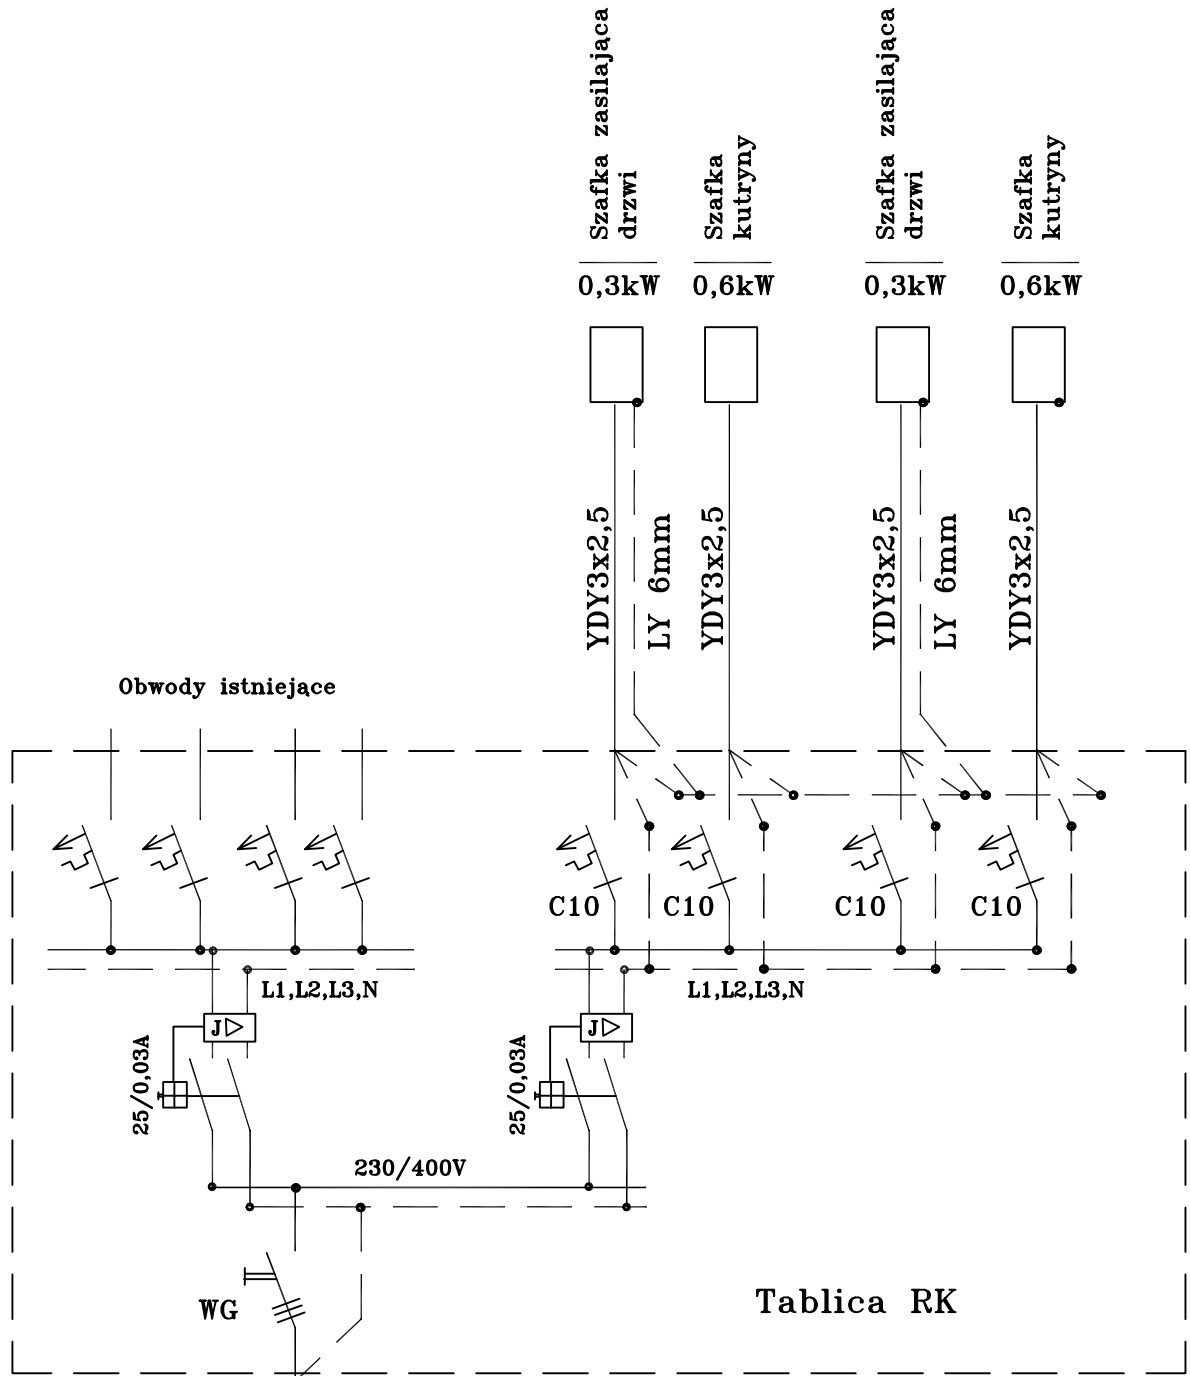 Szafka zasilająca
drzwi
Szafka
kutryny
Szafka zasilająca
drzwi
Szafka
kutryny
0,3kW
0,6kW
0,3kW
0,6kW
YDY3x2,5
LY 6mm
YDY3x2,5
YDY3x2,5
LY 6mm
YDY3x2,5
Obwody istniejące
C10
C10
C10
C10
L1,L2,L3,N
L1,L2,L3,N
J
J
25/0,03A
25/0,03A
230/400V
WG
Tablica RK